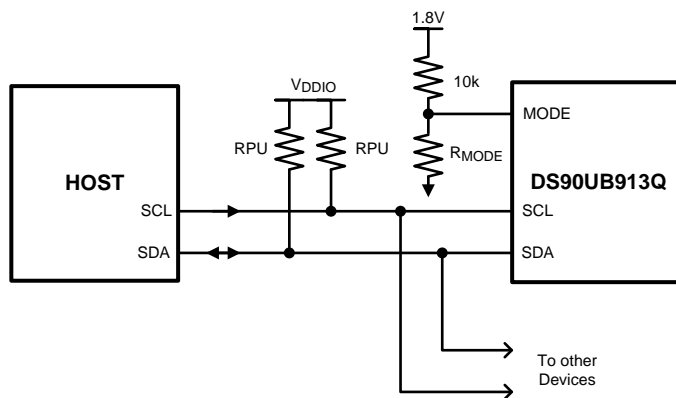 1.8V
10k
VDDIO
RPU
RPU
RMODE
MODE
HOST
DS90UB913Q
SCL
SCL
SDA
SDA
To other
Devices